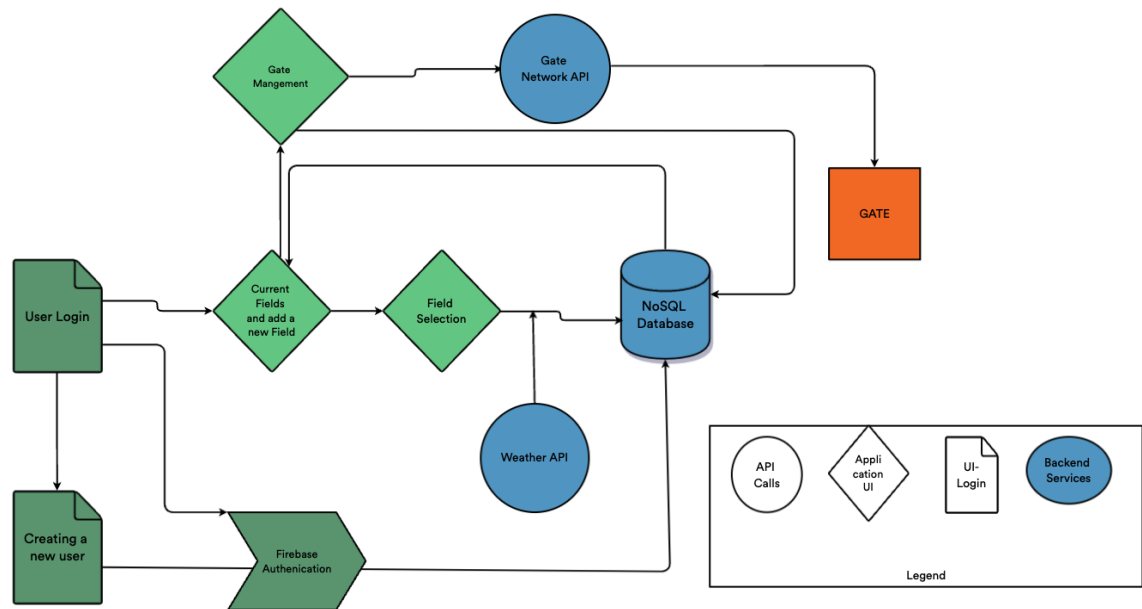 Gate
Mangement
Gate
Network API
GATE
User Login
Current
Fields
and add a
new Field
Field
Selection
NoSQL
Database
Weather API
Creating a
new user
Firebase
Authenication
API
Calls
Appli
cation
UI
UI-
Login
Backend
Services
Legend